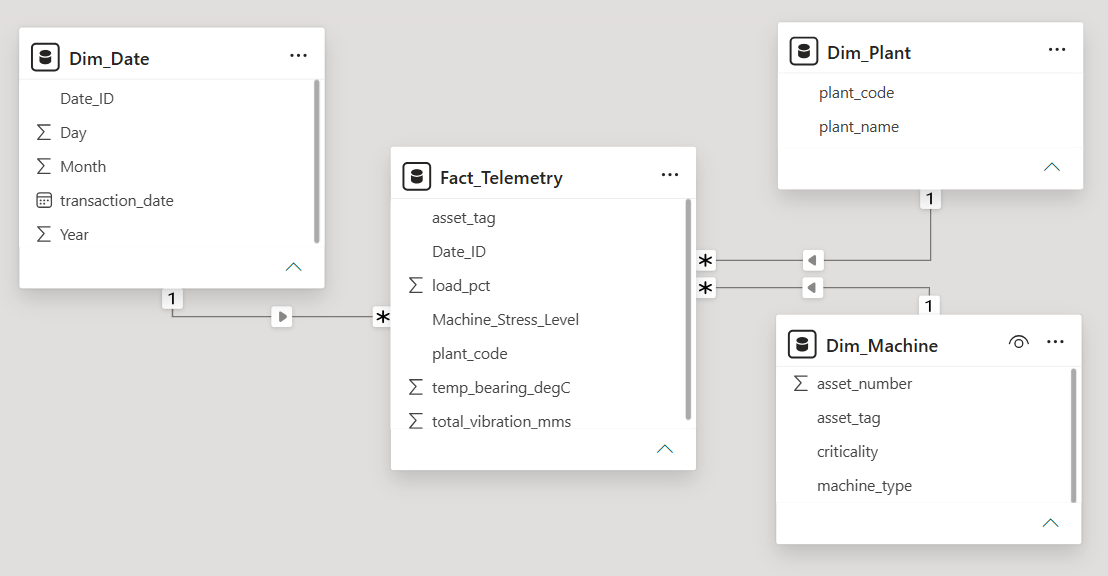 Dim_Date
Date_ID
Day
Month
transaction_date
Year
1
*
Fact_Telemetry
asset_tag
Date_ID
load_pct
Machine_Stress_Level
plant_code
temp_bearing_degC
total_vibration_mms
Dim_Plant
plant_code
plant_name
1
*
*
1
Dim_Machine
asset_number
asset_tag
criticality
machine_type